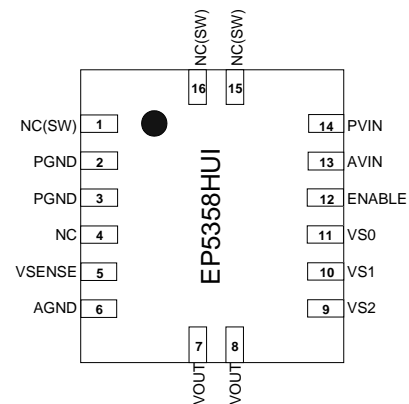 NC(SW)
NC(SW)
16
15
NC(SW) 1
PGND 2
PGND 3
NC 4
VSENSE 5
AGND 6
EP5358HUI
14 PVIN
13 AVIN
12 ENABLE
11 VS0
10 VS1
9 VS2
7
8
VOUT
VOUT